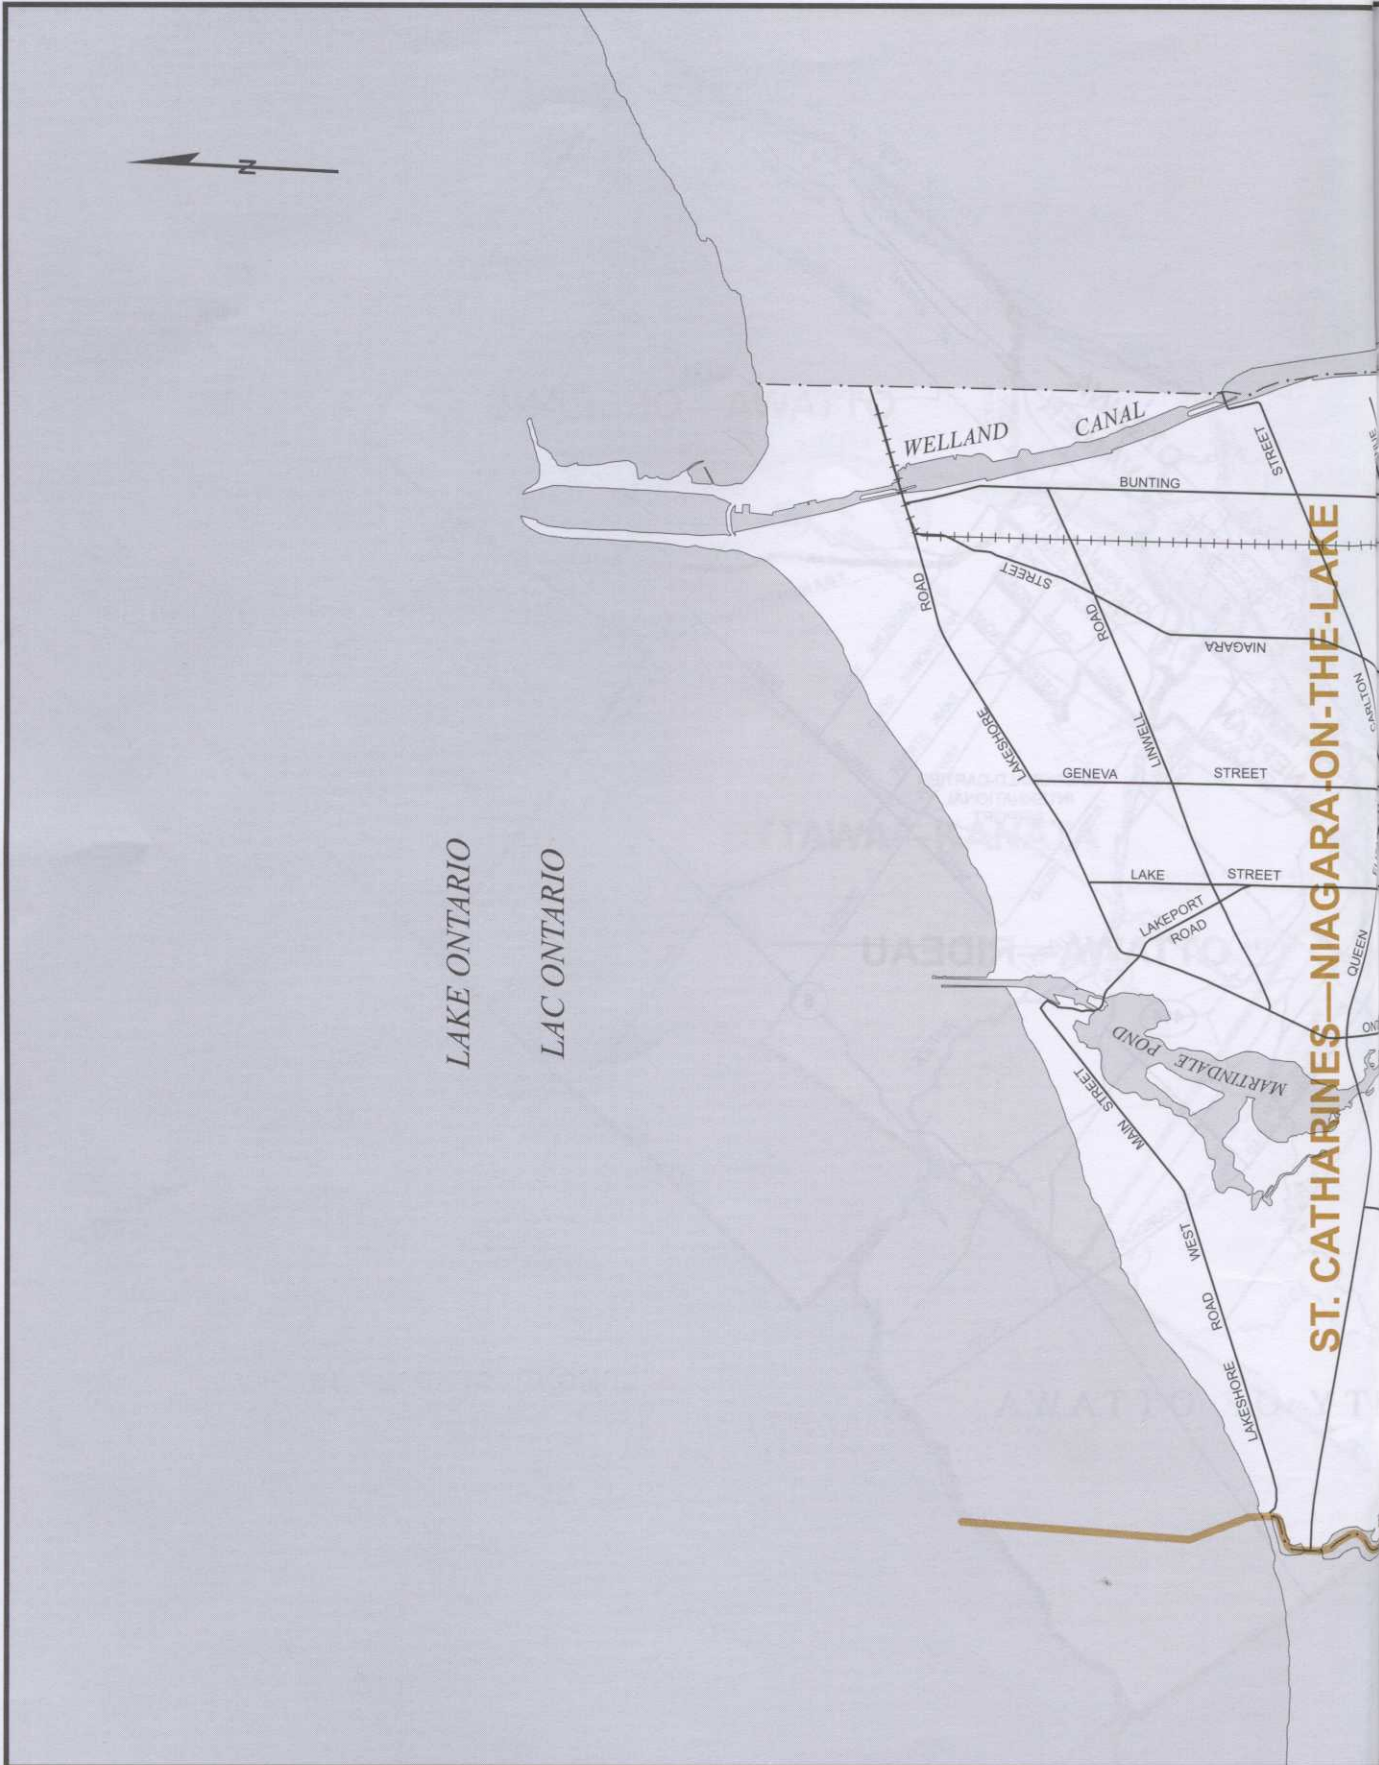 N
LAKE ONTARIO
LAC ONTARIO
WELLAND CANAL
STREET
BUNTING
ROAD
STREET
ROAD
NIAGARA
CARLTON
LAKESHORE
LINWELL
GENEVA STREET
LAKE STREET
LAKEPORT
ROAD
QUEEN
MARTINDALE POND
MAIN STREET
LAKESHORE ROAD WEST
ST. CATHARINES—NIAGARA-ON-THE-LAKE